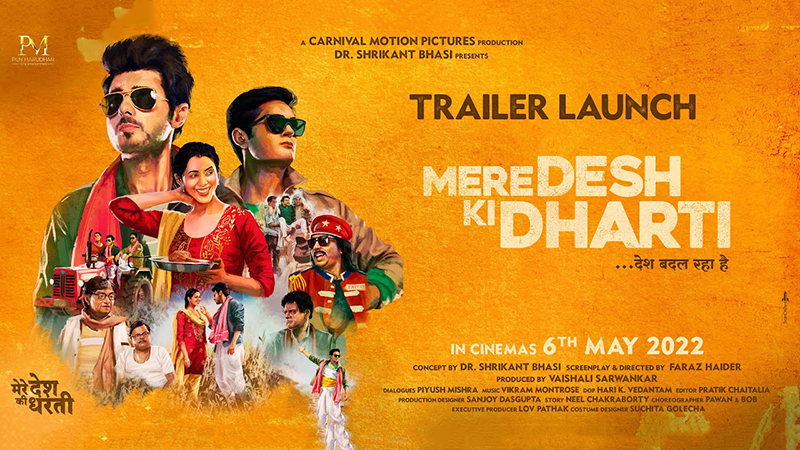 PM
PEN MARUDHAR
A CARNIVAL MOTION PICTURES PRODUCTION
DR. SHRIKANT BHASI PRESENTS
TRAILER LAUNCH
MERE DESH
KI DHARTI
...देश बदल रहा है
IN CINEMAS 6TH MAY 2022
CONCEPT BY DR. SHRIKANT BHASI SCREENPLAY & DIRECTED BY FARAZ HAIDER
PRODUCED BY VAISHALI SARWANKAR
DIALOGUES PIYUSH MISHRA MUSIC VIKRAM MONTROSE DOP HARI K. VEDANTAM EDITOR PRATIK CHAITALIA
PRODUCTION DESIGNER SANJOY DASGUPTA STORY NEEL CHAKRABORTY CHOREOGRAPHER PAWAN & BOB
EXECUTIVE PRODUCER LOV PATHAK COSTUME DESIGNER SUCHITA GOLECHA
मेरे देश
की धरती